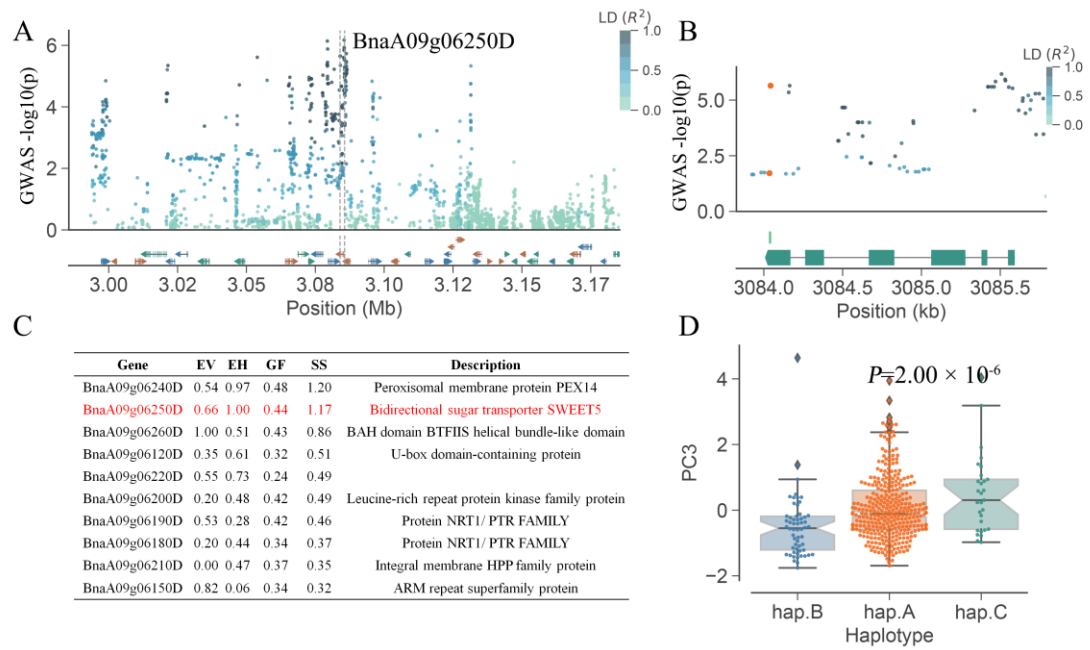 A
BnaA09g06250D
LD (R²)
1.0
0.0
6
4
2
0
GWAS -log10(p)
3.00 3.02 3.05 3.08 3.10 3.12 3.15 3.17
Position (Mb)
B
LD (R²)
1.0
0.0
5.0
2.5
0.0
GWAS -log10(p)
3084.0 3084.5 3085.0 3085.5
Position (kb)
C
Gene EV EH GF SS Description
BnaA09g06240D 0.54 0.97 0.48 1.20 Peroxisomal membrane protein PEX14
BnaA09g06250D 0.66 1.00 0.44 1.17 Bidirectional sugar transporter SWEET5
BnaA09g06260D 1.00 0.51 0.43 0.86 BAH domain BTFIIS helical bundle-like domain
BnaA09g06120D 0.35 0.61 0.32 0.51 U-box domain-containing protein
BnaA09g06220D 0.55 0.73 0.24 0.49
BnaA09g06200D 0.20 0.48 0.42 0.49 Leucine-rich repeat protein kinase family protein
BnaA09g06190D 0.53 0.28 0.42 0.46 Protein NRT1/ PTR FAMILY
BnaA09g06180D 0.20 0.44 0.34 0.37 Protein NRT1/ PTR FAMILY
BnaA09g06210D 0.00 0.47 0.37 0.35 Integral membrane HPP family protein
BnaA09g06150D 0.82 0.06 0.34 0.32 ARM repeat superfamily protein
D
P=2.00 × 10⁻⁶
4
2
0
−2
PC3
hap.B hap.A hap.C
Haplotype